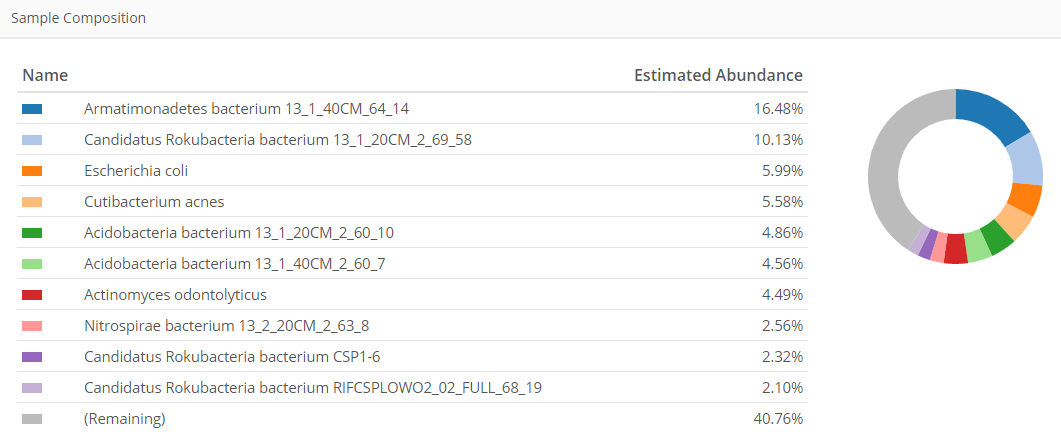 Sample Composition
Name Estimated Abundance
Armatimonadetes bacterium 13_1_40CM_64_14 16.48%
Candidatus Rokubacteria bacterium 13_1_20CM_2_69_58 10.13%
Escherichia coli 5.99%
Cutibacterium acnes 5.58%
Acidobacteria bacterium 13_1_20CM_2_60_10 4.86%
Acidobacteria bacterium 13_1_40CM_2_60_7 4.56%
Actinomyces odontolyticus 4.49%
Nitrospirae bacterium 13_2_20CM_2_63_8 2.56%
Candidatus Rokubacteria bacterium CSP1-6 2.32%
Candidatus Rokubacteria bacterium RIFCSPLOWO2_02_FULL_68_19 2.10%
(Remaining) 40.76%